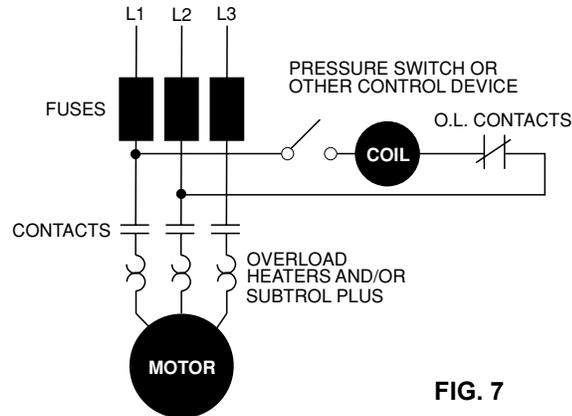 L1 L2 L3
PRESSURE SWITCH OR
OTHER CONTROL DEVICE
FUSES
O.L. CONTACTS
COIL
CONTACTS
OVERLOAD
HEATERS AND/OR
SUBTROL PLUS
MOTOR
FIG. 7